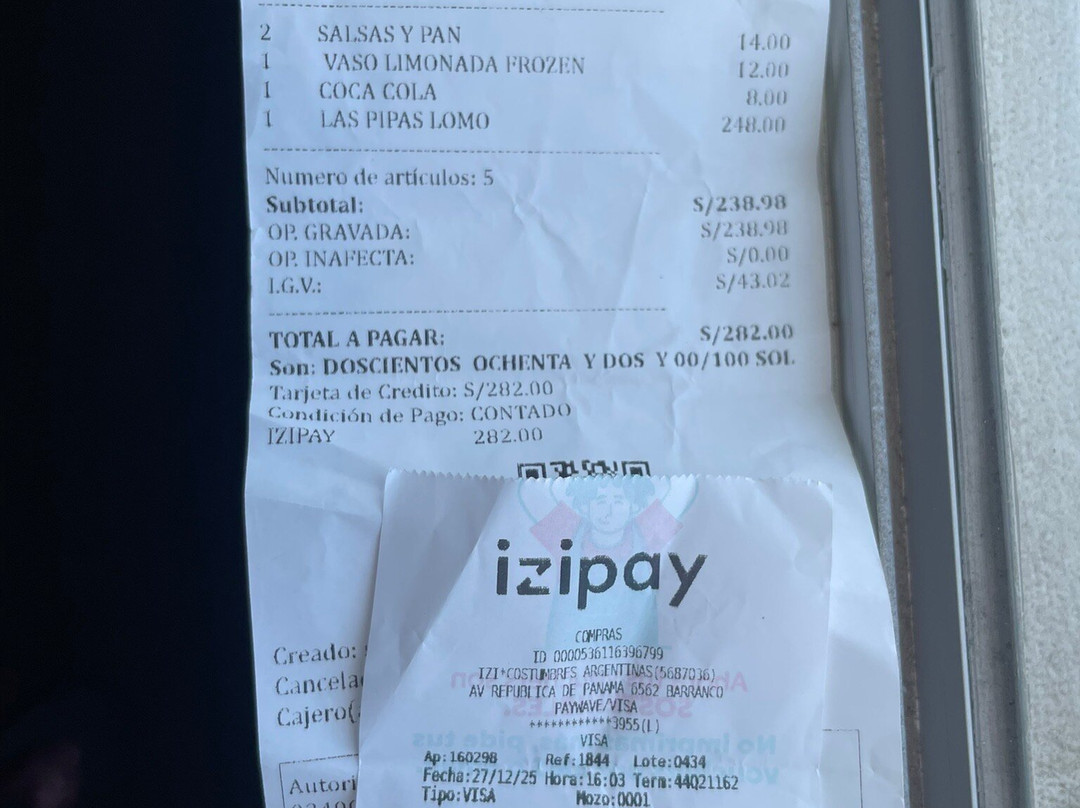 2 SALSAS Y PAN 14.00
1 VASO LIMONADA FROZEN 12.00
1 COCA COLA 8.00
1 LAS PIPAS LOMO 248.00
Numero de artículos: 5
Subtotal: S/238.98
OP. GRAVADA: S/238.98
OP. INAFECTA: S/0.00
I.G.V.: S/43.02
TOTAL A PAGAR: S/282.00
Son: DOSCIENTOS OCHENTA Y DOS Y 00/100 SOL
Tarjeta de Credito: S/282.00
Condición de Pago: CONTADO
IZIPAY 282.00
Creado:
Cancela
Cajero(
Autori
izipay
COMPRAS
ID 0000536116396799
IZI*COSTUMBRES ARGENTINAS(5687036)
AV REPUBLICA DE PANAMA 6562 BARRANCO
PAYWAVE/VISA
************3955(L)
VISA
Ap:160298 Ref:1844 Lote:0434
Fecha:27/12/25 Hora:16:03 Term:44Q21162
Tipo:VISA Mozo:0001